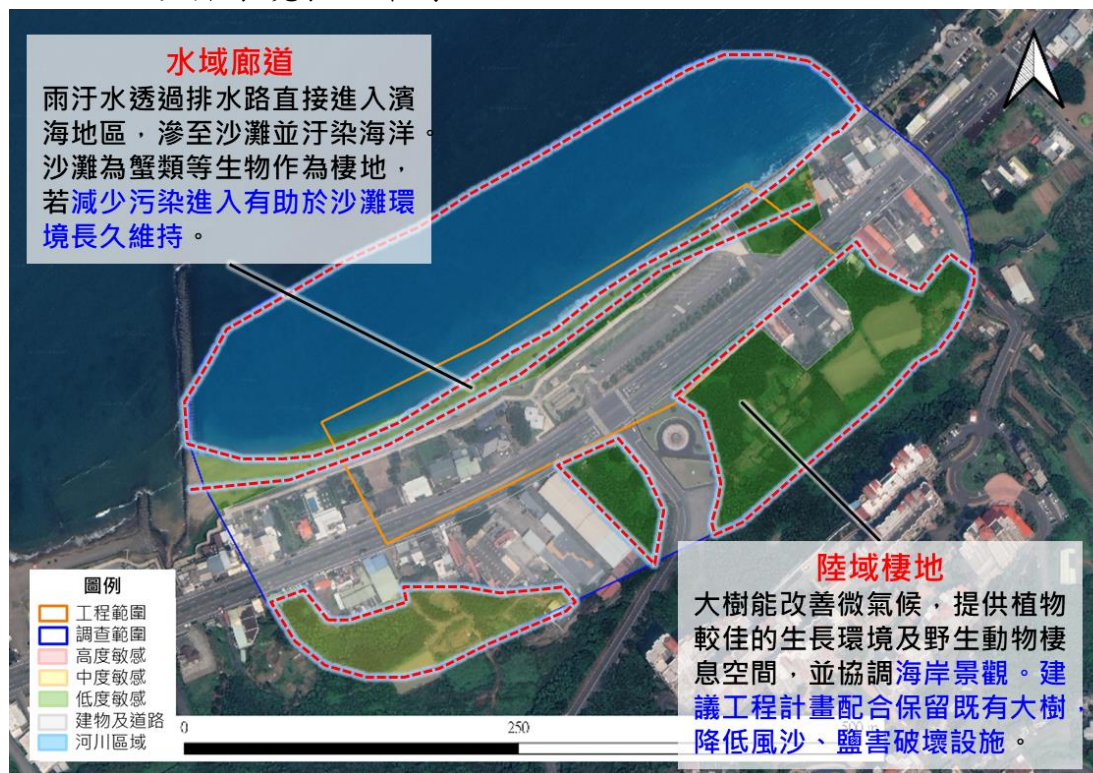 水域廊道
雨汙水透過排水路直接進入濱
海地區，滲至沙灘並汙染海洋。
沙灘為蟹類等生物作為棲地，
若減少污染進入有助於沙灘環
境長久維持。
陸域棲地
大樹能改善微氣候，提供植物
較佳的生長環境及野生動物棲
息空間，並協調海岸景觀。建
議工程計畫配合保留既有大樹，
降低風沙、鹽害破壞設施。
圖例
工程範圍
調查範圍
高度敏感
中度敏感
低度敏感
建物及道路
河川區域
0
250
500 m